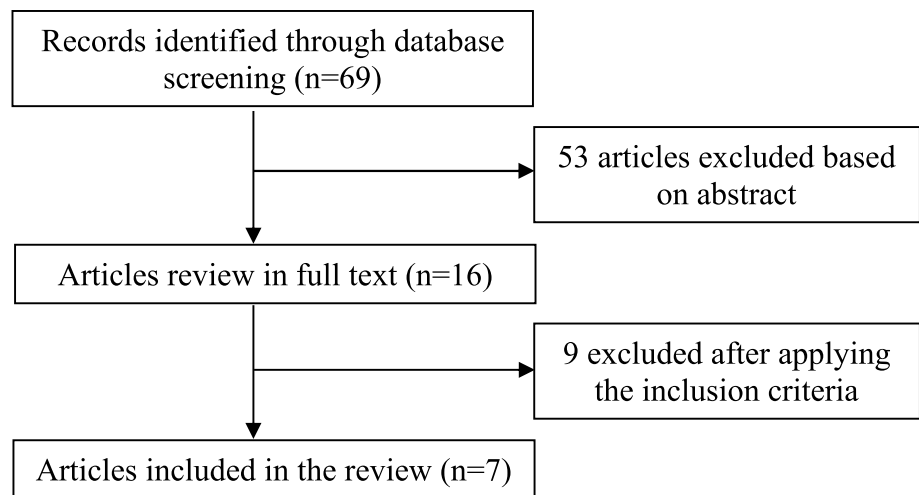 Records identified through database
screening (n=69)
53 articles excluded based
on abstract
Articles review in full text (n=16)
9 excluded after applying
the inclusion criteria
Articles included in the review (n=7)